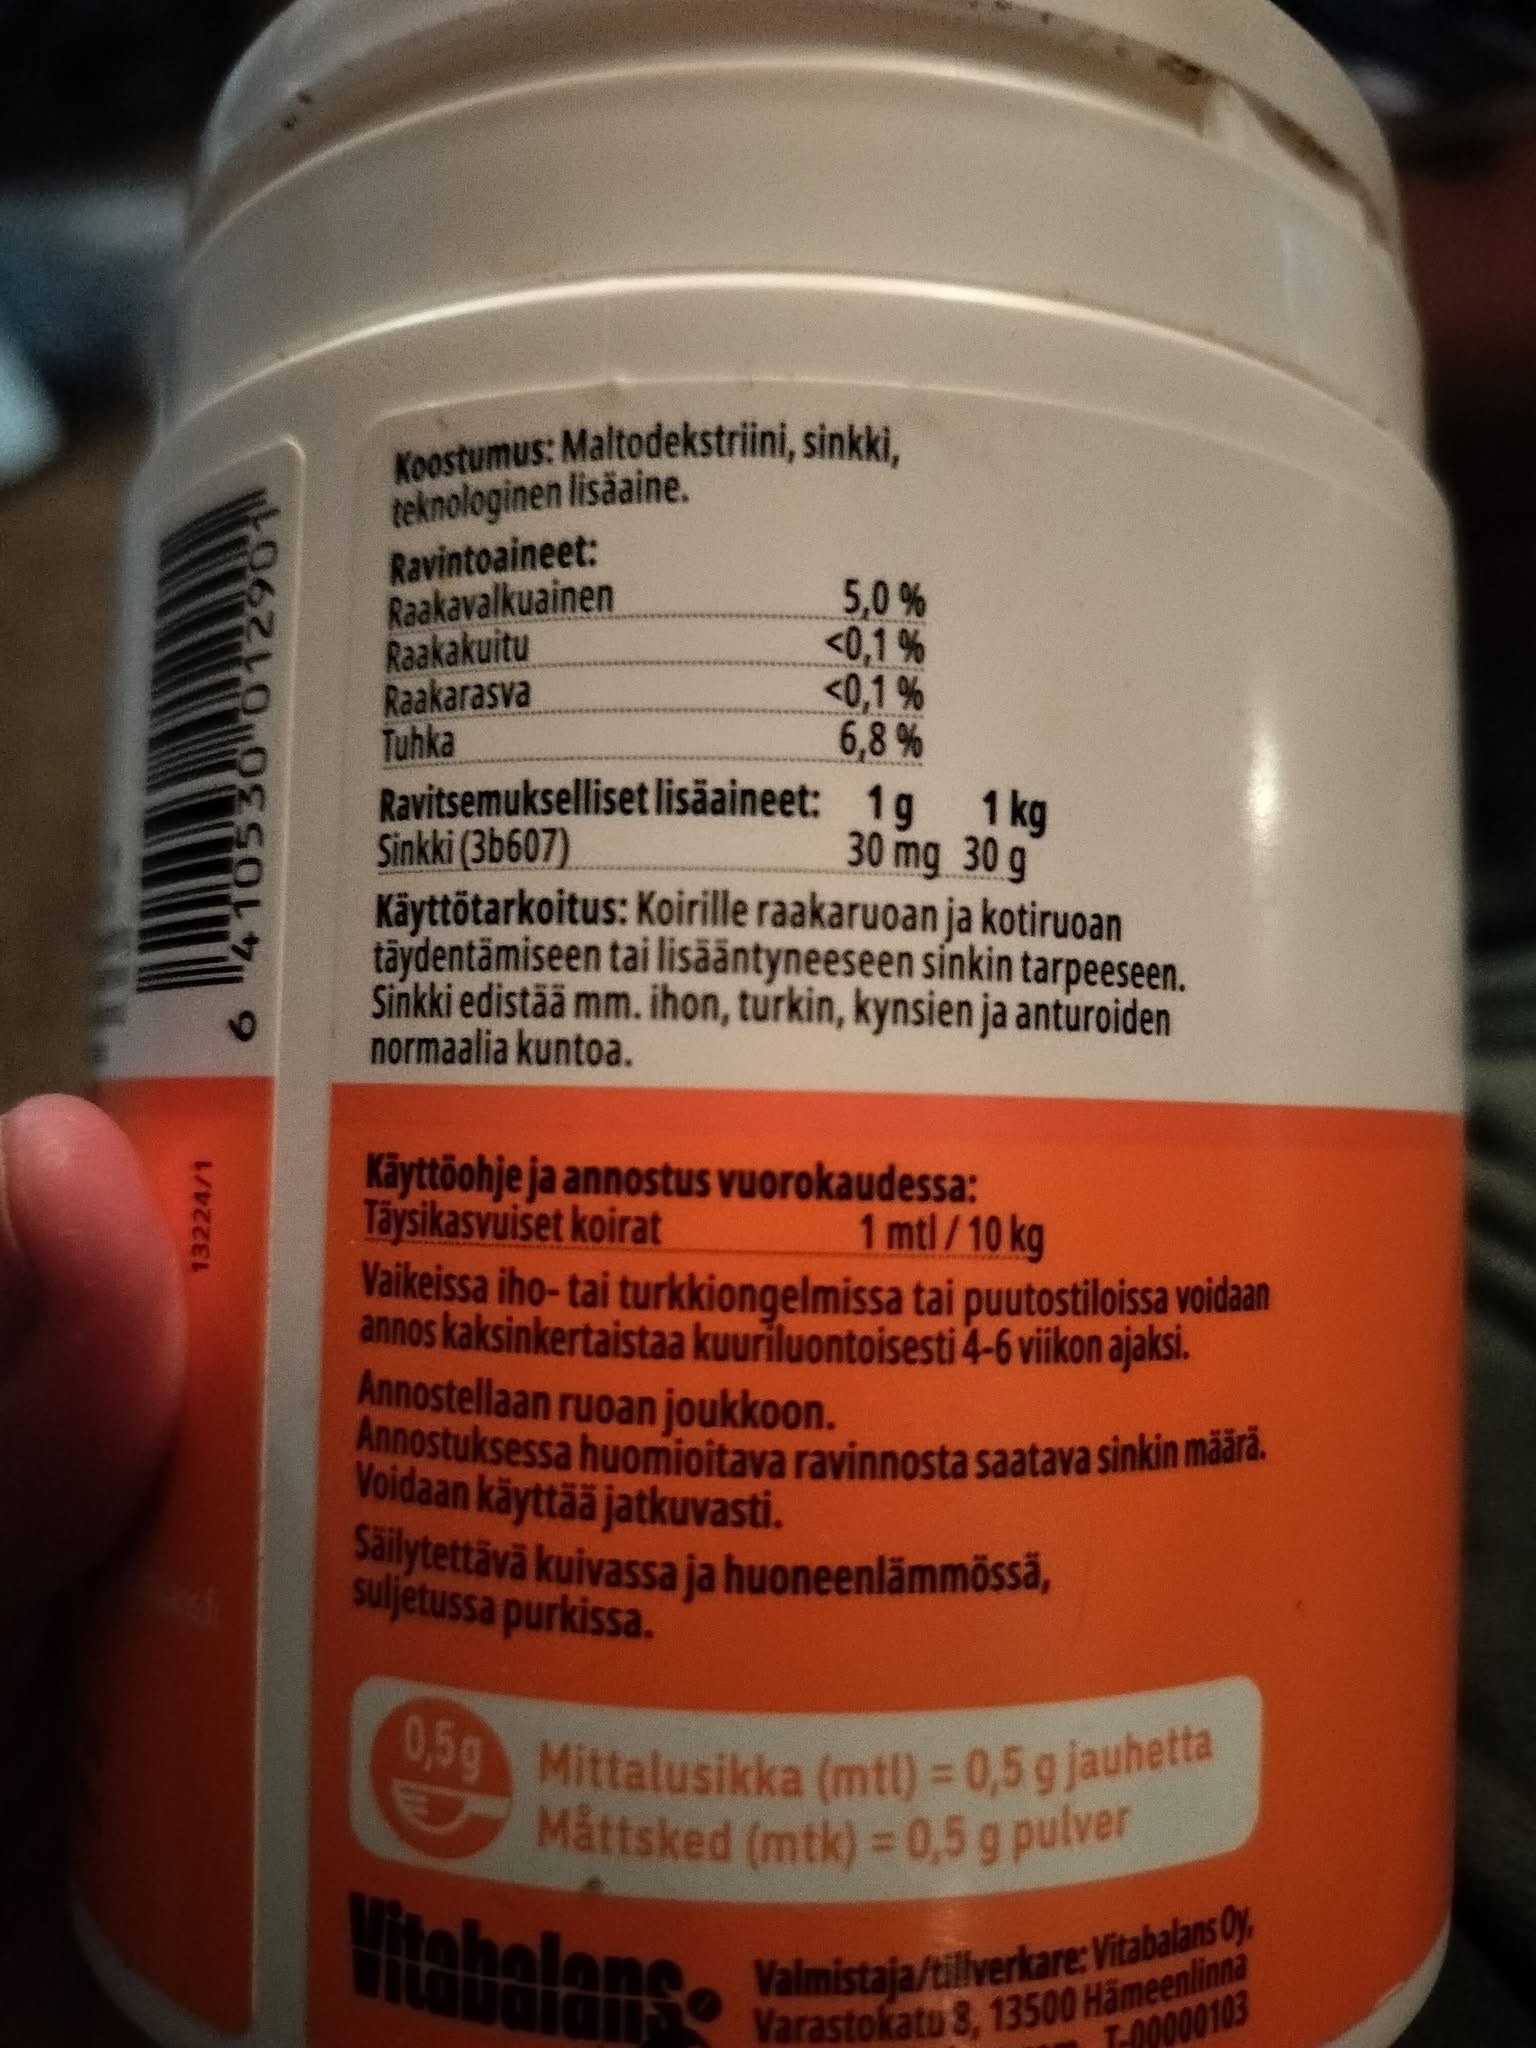 Koostumus: Maltodekstriini, sinkki,
teknologinen lisäaine.
Ravintoaineet:
Raakavalkuainen 5,0 %
Raakakuitu <0,1 %
Raakarasva <0,1 %
Tuhka 6,8 %
Ravitsemukselliset lisäaineet: 1 g 1 kg
Sinkki (3b607) 30 mg 30 g
Käyttötarkoitus: Koirille raakaruoan ja kotiruoan
täydentämiseen tai lisääntyneeseen sinkin tarpeeseen.
Sinkki edistää mm. ihon, turkin, kynsien ja anturoiden
normaalia kuntoa.
6 410530 012901
13224/1
Käyttöohje ja annostus vuorokaudessa:
Täysikasvuiset koirat 1 mtl / 10 kg
Vaikeissa iho- tai turkkiongelmissa tai puutostiloissa voidaan
annos kaksinkertaistaa kuuriluontoisesti 4-6 viikon ajaksi.
Annostellaan ruoan joukkoon.
Annostuksessa huomioitava ravinnosta saatava sinkin määrä.
Voidaan käyttää jatkuvasti.
Säilytettävä kuivassa ja huoneenlämmössä,
suljetussa purkissa.
0,5 g
Mittalusikka (mtl) = 0,5 g jauhetta
Måttsked (mtk) = 0,5 g pulver
Vitabalans
Valmistaja/tillverkare: Vitabalans Oy,
Varastokatu 8, 13500 Hämeenlinna
T-00000103